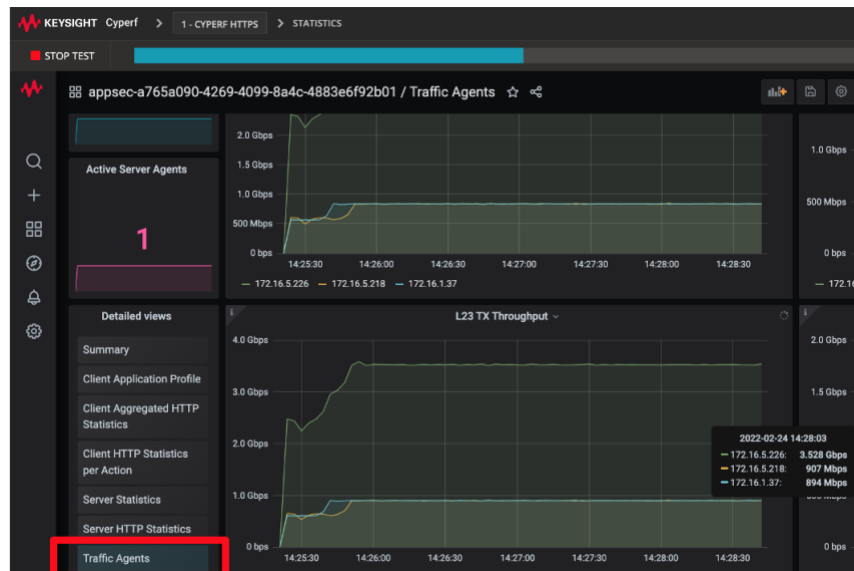 KEYSIGHT Cyperf > 1 - CYPERF HTTPS > STATISTICS
STOP TEST
appsec-a765a090-4269-4099-8a4c-4883e6f92b01 / Traffic Agents
Active Server Agents
1
2.0 Gbps
1.5 Gbps
1.0 Gbps
500 Mbps
0 bps
14:25:30 14:26:00 14:26:30 14:27:00 14:27:30 14:28:00 14:28:30
172.16.5.226 172.16.5.218 172.16.1.37
1.0 Gbps
500 Mbps
0 bps
172.16
Detailed views
Summary
Client Application Profile
Client Aggregated HTTP
Statistics
Client HTTP Statistics
per Action
Server Statistics
Server HTTP Statistics
Traffic Agents
L23 TX Throughput
4.0 Gbps
3.0 Gbps
2.0 Gbps
1.0 Gbps
0 bps
14:25:30 14:26:00 14:26:30 14:27:00 14:27:30 14:28:00 14:28:30
2022-02-24 14:28:03
172.16.5.226: 3.528 Gbps
172.16.5.218: 907 Mbps
172.16.1.37: 894 Mbps
2.0 Gbps
1.5 Gbps
0 bps